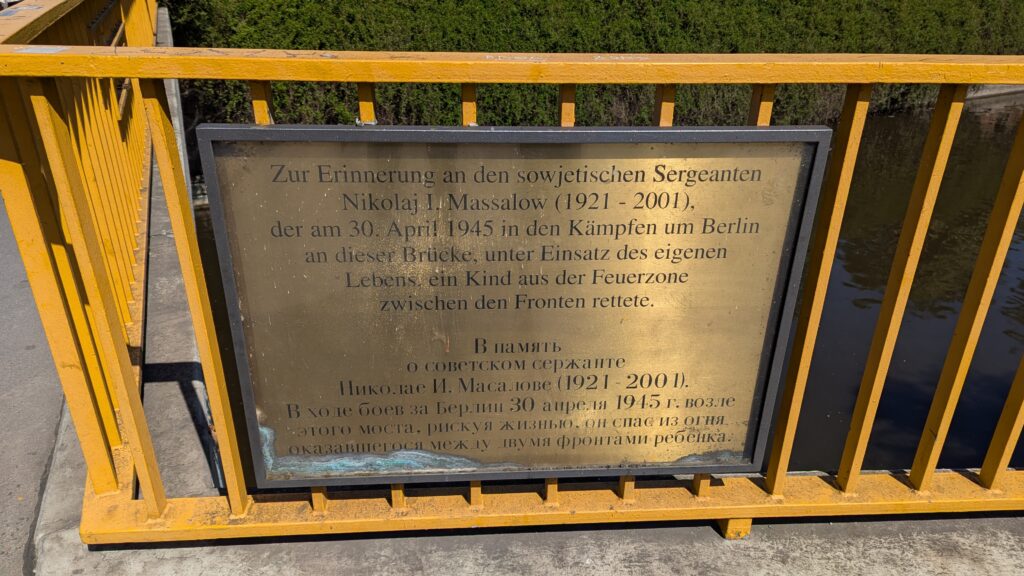 Zur Erinnerung an den sowjetischen Sergeanten
Nikolaj I. Massalow (1921 - 2001),
der am 30. April 1945 in den Kämpfen um Berlin
an dieser Brücke, unter Einsatz des eigenen
Lebens, ein Kind aus der Feuerzone
zwischen den Fronten rettete.
В память
о советском сержанте
Николае И. Масалове (1921 - 2001).
В ходе боев за Берлин 30 апреля 1945 г. возле
этого моста, рискуя жизнью, он спас из огня
оказавшегося между двумя фронтами ребенка.